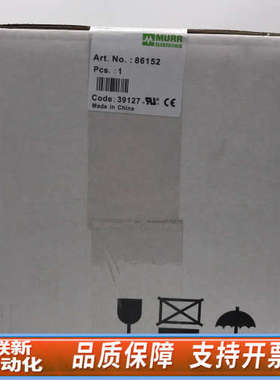 MURR
ELEKTRONIK
Art. No. : 86152
Pcs. : 1
Code: 39127
Made in China
联新
自动化
品质保障
支持开票